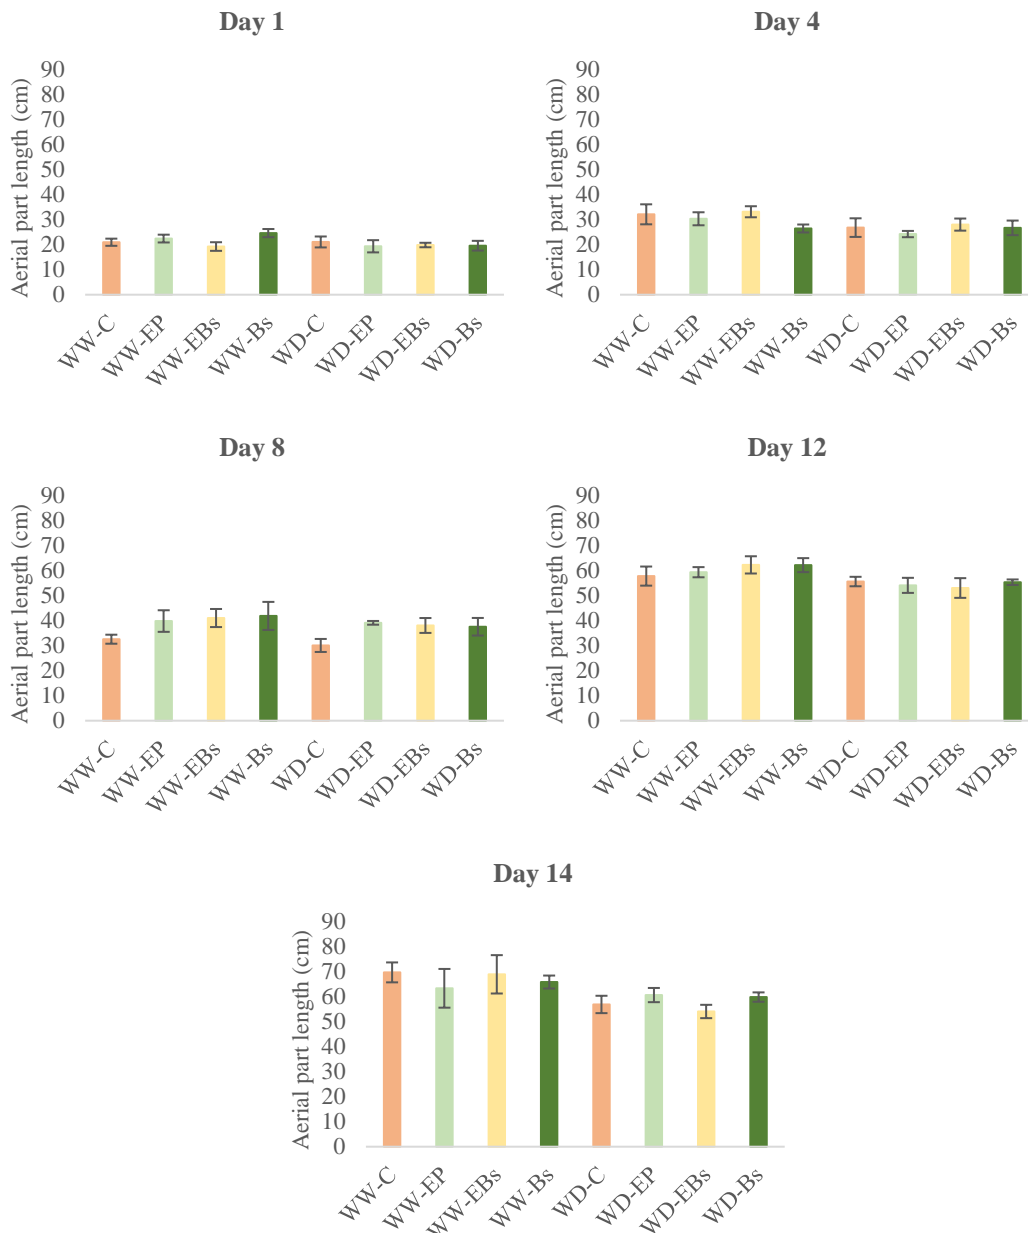 Day 1
Aerial part length (cm)
90
80
70
60
50
40
30
20
10
0
WW-C
WW-EP
WW-EBs
WW-Bs
WD-C
WD-EP
WD-EBs
WD-Bs
Day 4
Aerial part length (cm)
90
80
70
60
50
40
30
20
10
0
WW-C
WW-EP
WW-EBs
WW-Bs
WD-C
WD-EP
WD-EBs
WD-Bs
Day 8
Aerial part length (cm)
90
80
70
60
50
40
30
20
10
0
WW-C
WW-EP
WW-EBs
WW-Bs
WD-C
WD-EP
WD-EBs
WD-Bs
Day 12
Aerial part length (cm)
90
80
70
60
50
40
30
20
10
0
WW-C
WW-EP
WW-EBs
WW-Bs
WD-C
WD-EP
WD-EBs
WD-Bs
Day 14
Aerial part length (cm)
90
80
70
60
50
40
30
20
10
0
WW-C
WW-EP
WW-EBs
WW-Bs
WD-C
WD-EP
WD-EBs
WD-Bs